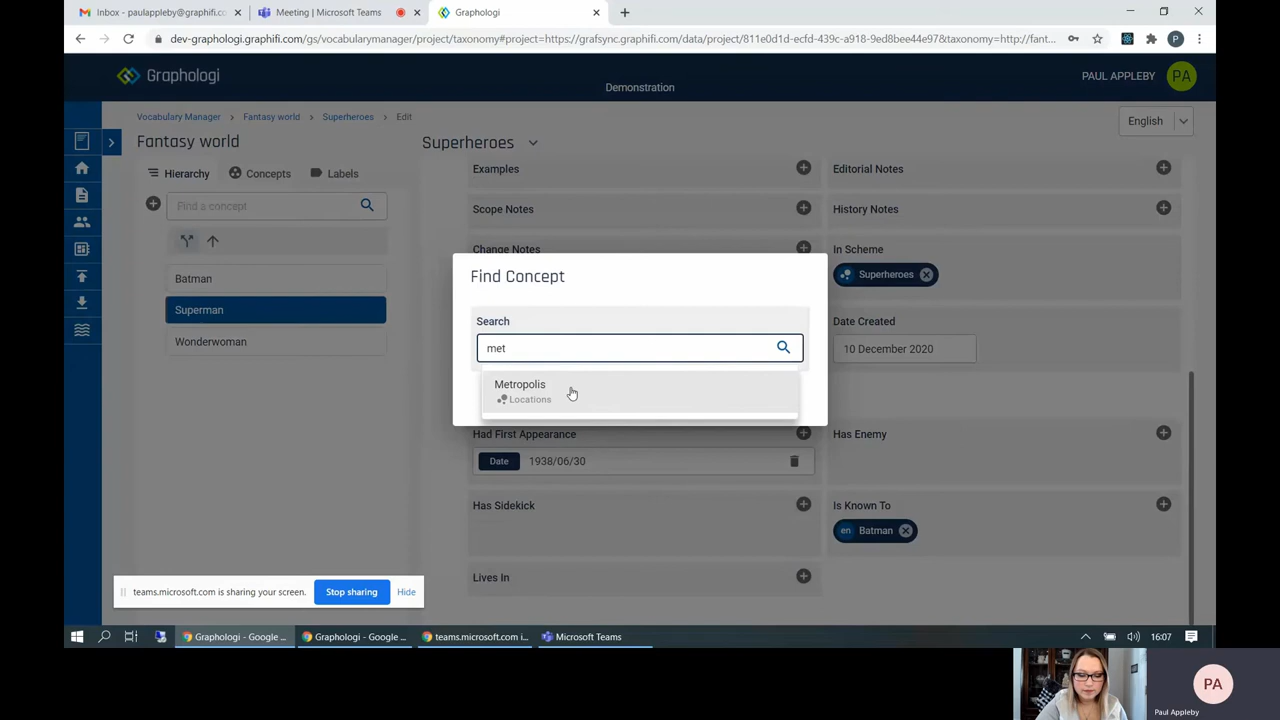 Inbox - paulappleby@graphifi.co
Meeting | Microsoft Teams
Graphologi
dev-graphologi.graphifi.com/gs/vocabularymanager/project/taxonomy#project=https://grafsync.graphifi.com/data/project/811e0d1d-ecfd-439c-a918-9ed8bee44e97&taxonomy=http://fant...
P
Graphologi
Demonstration
PAUL APPLEBY
PA
Vocabulary Manager
Fantasy world
Superheroes
Edit
English
Fantasy world
Superheroes
Hierarchy
Concepts
Labels
Find a concept
Batman
Superman
Wonderwoman
Examples
Editorial Notes
Scope Notes
History Notes
Change Notes
In Scheme
Superheroes
Find Concept
Search
met
Metropolis
Locations
Date Created
10 December 2020
Had First Appearance
Has Enemy
Date
1938/06/30
Has Sidekick
Is Known To
en
Batman
Lives In
teams.microsoft.com is sharing your screen.
Stop sharing
Hide
Graphologi - Google ...
Graphologi - Google ...
teams.microsoft.com i...
Microsoft Teams
16:07
PA
Paul Appleby